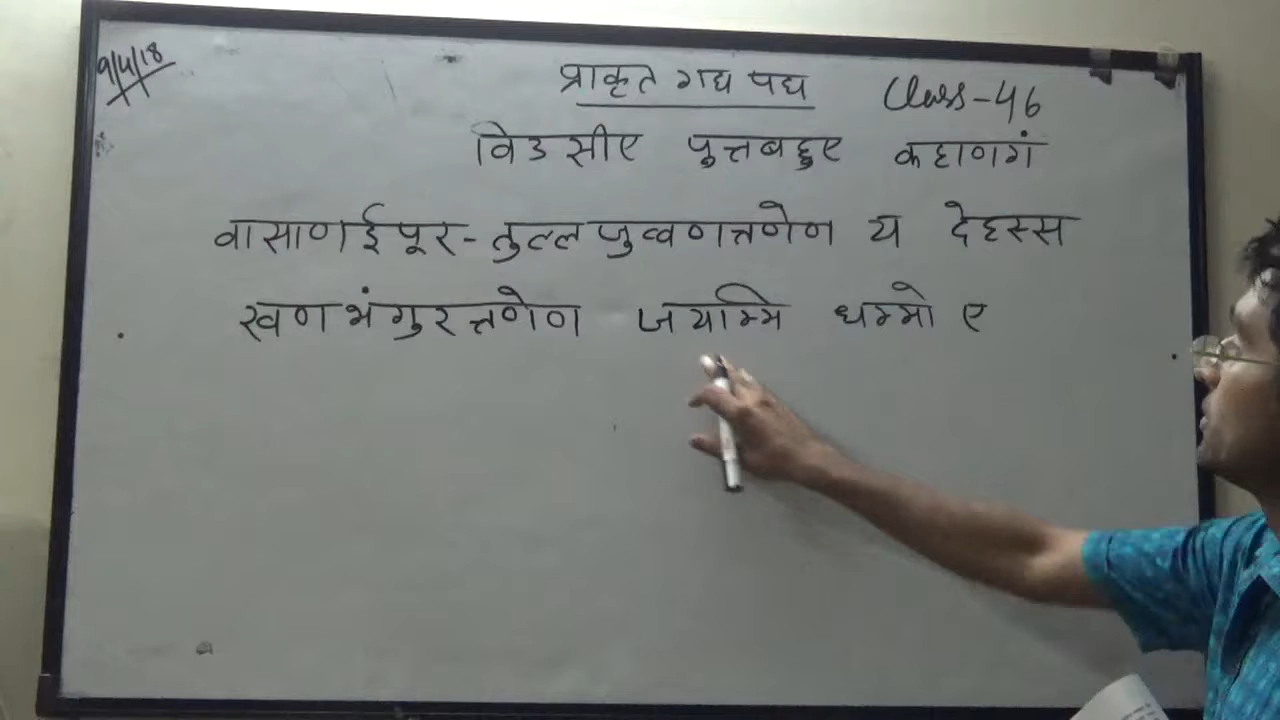 9/4/18
प्राकृत गद्य पद्य Class-46
विउसीए पुत्तबहुए कहाणगं
वासाणईपूर-तुल्लजुव्वणत्तणेण य देहस्स
खणभंगुरत्तणेण जयम्मि धम्मो ए